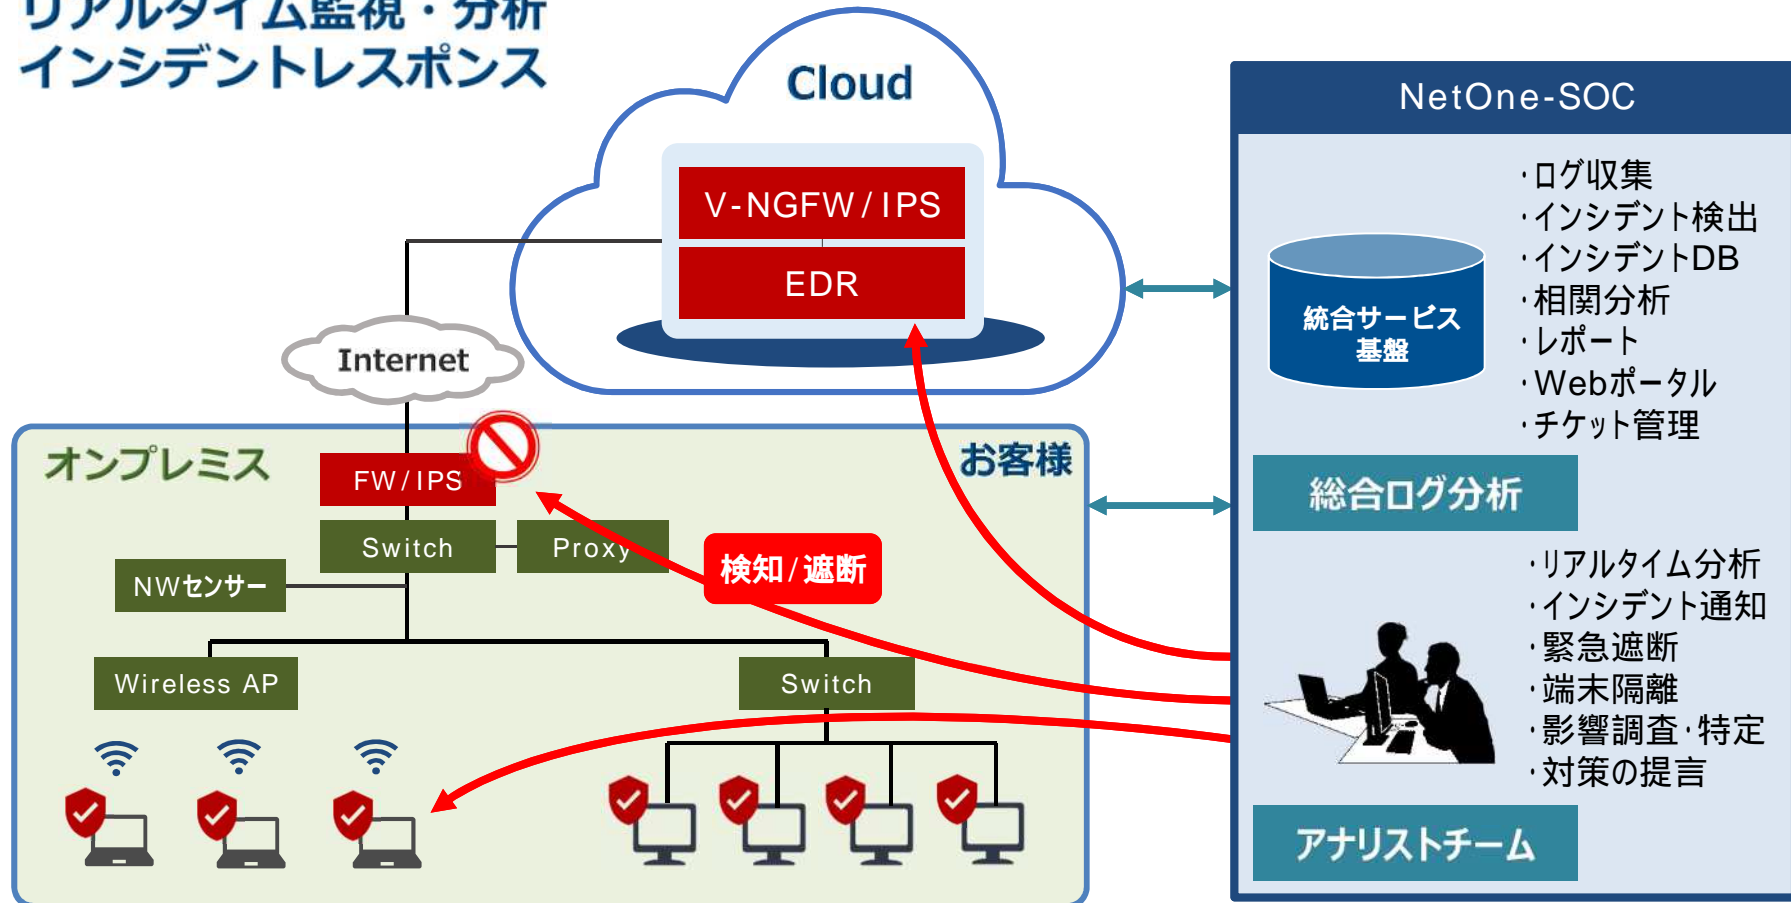 リアルタイム監視・分析
インシデントレスポンス
Cloud
V-NGFW/IPS
EDR
Internet
オンプレミス
お客様
FW/IPS
Switch
Proxy
NWセンサー
検知/遮断
Wireless AP
Switch
NetOne-SOC
統合サービス
基盤
・ログ収集
・インシデント検出
・インシデントDB
・相関分析
・レポート
・Webポータル
・チケット管理
総合ログ分析
・リアルタイム分析
・インシデント通知
・緊急遮断
・端末隔離
・影響調査・特定
・対策の提言
アナリストチーム